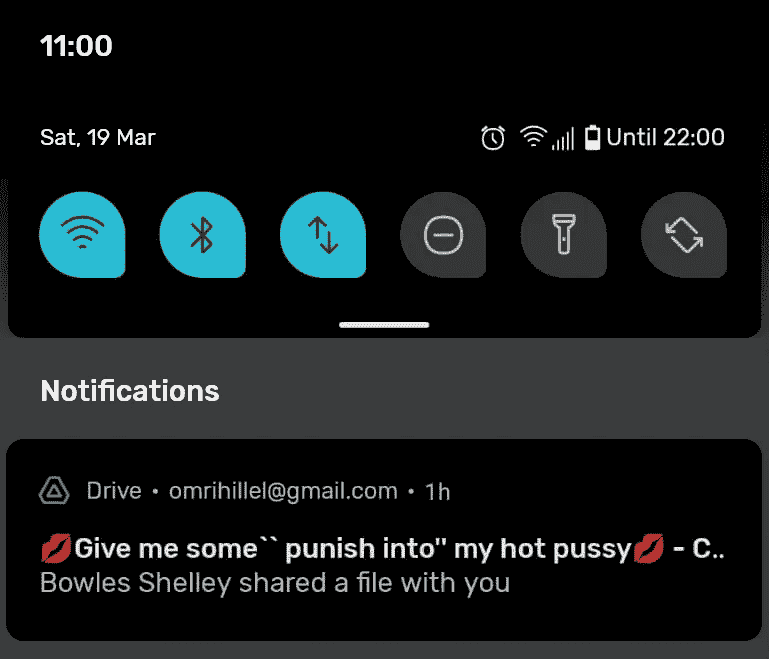 11:00
Sat, 19 Mar Until 22:00
Notifications
Drive • omrihillel@gmail.com • 1h
💋Give me some`` punish into'' my hot pussy💋 - C..
Bowles Shelley shared a file with you